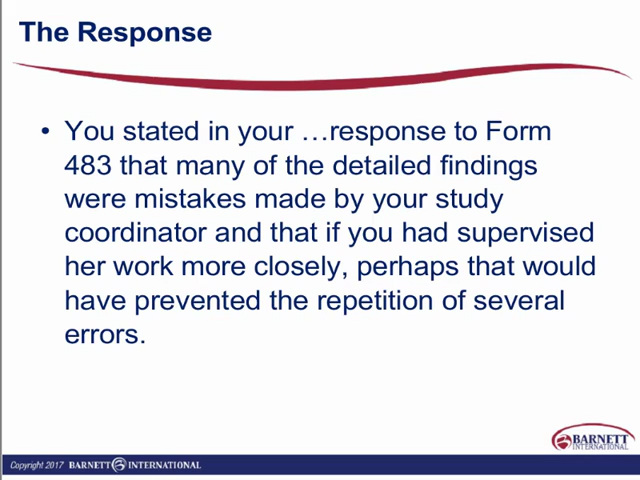 The Response
• You stated in your …response to Form
483 that many of the detailed findings
were mistakes made by your study
coordinator and that if you had supervised
her work more closely, perhaps that would
have prevented the repetition of several
errors.
BARNETT
INTERNATIONAL
Copyright 2017 BARNETT INTERNATIONAL